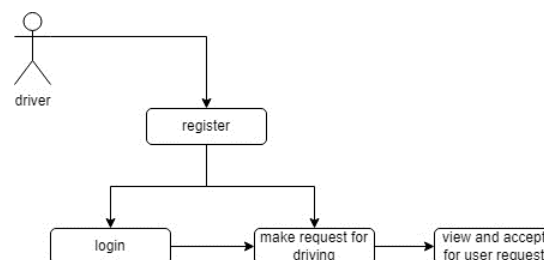 driver
register
login
make request for
driving
view and accept
for user request